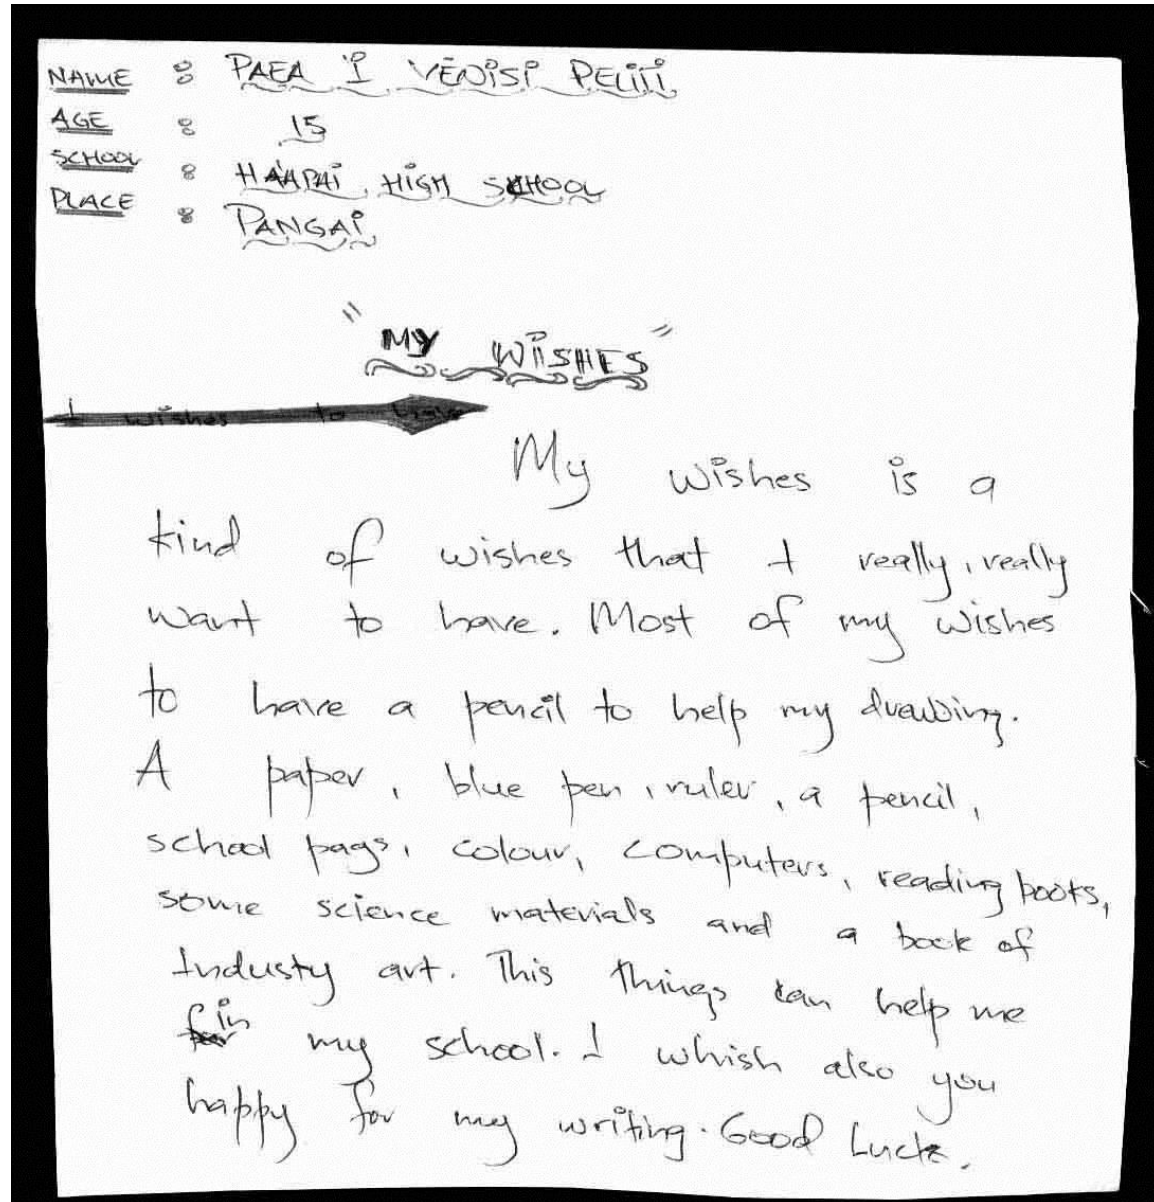 NAME : PAEA I VENISI PELITI
AGE : 15
SCHOOL : HA'APAI HIGH SCHOOL
PLACE : PANGAI
" MY WISHES "
I wishes to have
My wishes is a
kind of wishes that I really, really
want to have. Most of my wishes
to have a pencil to help my drawing.
A paper, blue pen, ruler, a pencil,
school pags, colour, computers, reading books,
some science materials and a book of
Industy art. This things can help me
in my school. I whish also you
happy for my writing. Good Luck.